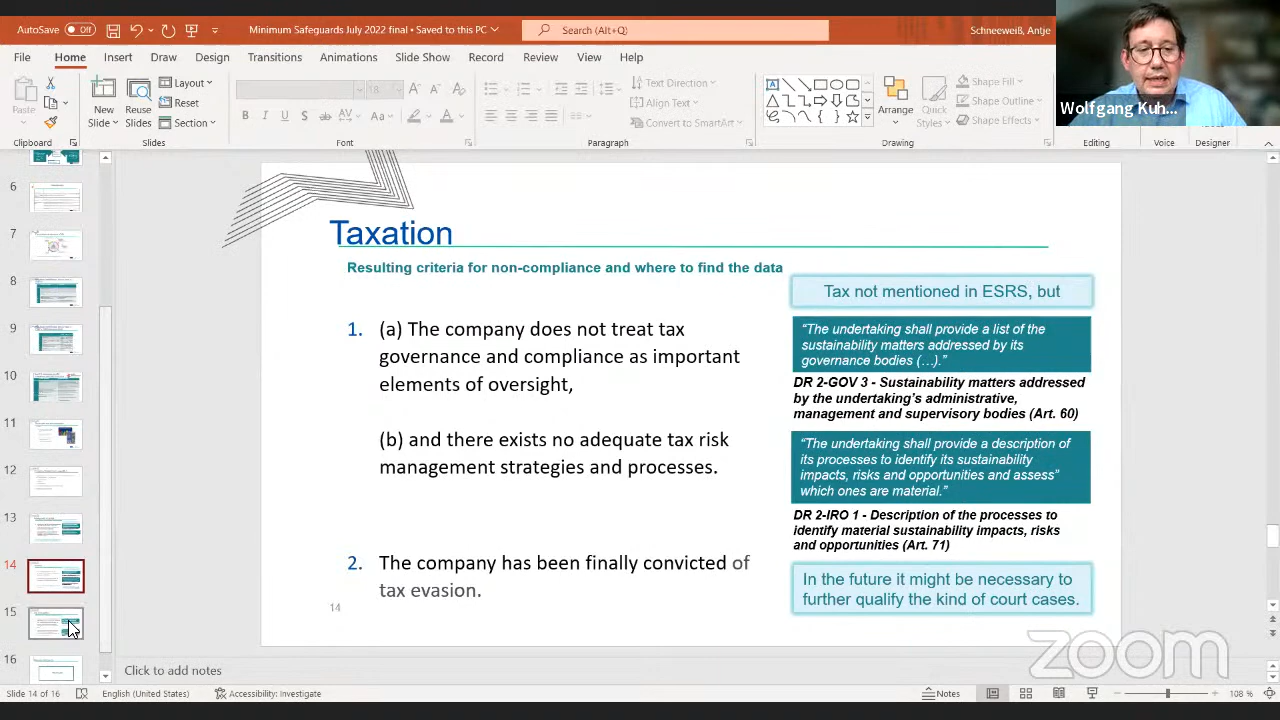 AutoSave Off
Minimum Safeguards July 2022 final • Saved to this PC
Search (Alt+Q)
Schneeweiß, Antje
File Home Insert Draw Design Transitions Animations Slide Show Record Review View Help
Paste
New Slide
Reuse Slides
Layout
Reset
Section
18
B U S ab AV Aa A
Text Direction
Align Text
Convert to SmartArt
Arrange
Quick Styles
Shape Fill
Shape Outline
Shape Effects
Clipboard Slides Font Paragraph Drawing Editing Voice Designer
Wolfgang Kuh...
6
7
8
9
10
11
12
13
14
15
16
Taxation
Resulting criteria for non-compliance and where to find the data
1. (a) The company does not treat tax
governance and compliance as important
elements of oversight,
(b) and there exists no adequate tax risk
management strategies and processes.
2. The company has been finally convicted of
tax evasion.
14
Tax not mentioned in ESRS, but
“The undertaking shall provide a list of the
sustainability matters addressed by its
governance bodies (…).”
DR 2-GOV 3 - Sustainability matters addressed
by the undertaking’s administrative,
management and supervisory bodies (Art. 60)
“The undertaking shall provide a description of
its processes to identify its sustainability
impacts, risks and opportunities and assess”
which ones are material.”
DR 2-IRO 1 - Description of the processes to
identify material sustainability impacts, risks
and opportunities (Art. 71)
In the future it might be necessary to
further qualify the kind of court cases.
zoom
Click to add notes
Slide 14 of 16 English (United States) Accessibility: Investigate Notes 108 %